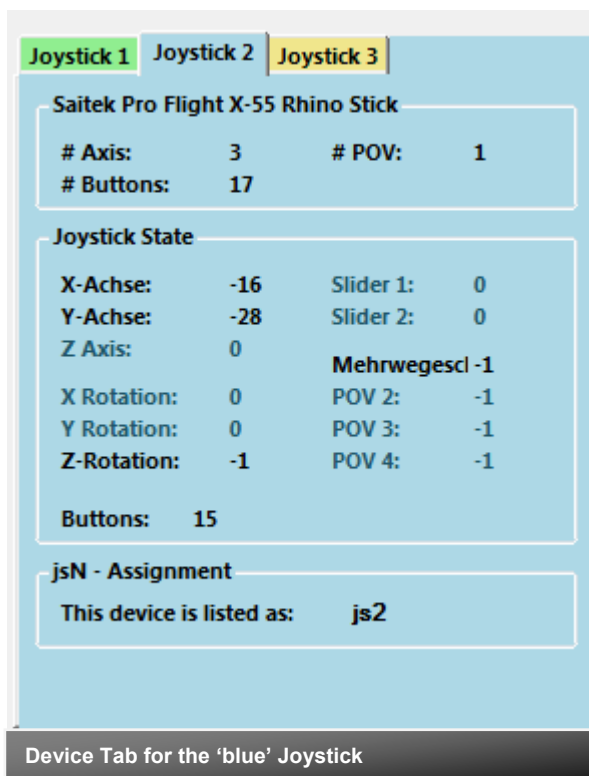 Joystick 1 Joystick 2 Joystick 3
Saitek Pro Flight X-55 Rhino Stick
# Axis: 3 # POV: 1
# Buttons: 17
Joystick State
X-Achse: -16 Slider 1: 0
Y-Achse: -28 Slider 2: 0
Z Axis: 0
Mehrwegescl -1
X Rotation: 0 POV 2: -1
Y Rotation: 0 POV 3: -1
Z-Rotation: -1 POV 4: -1
Buttons: 15
jsN - Assignment
This device is listed as: js2
Device Tab for the ‘blue’ Joystick